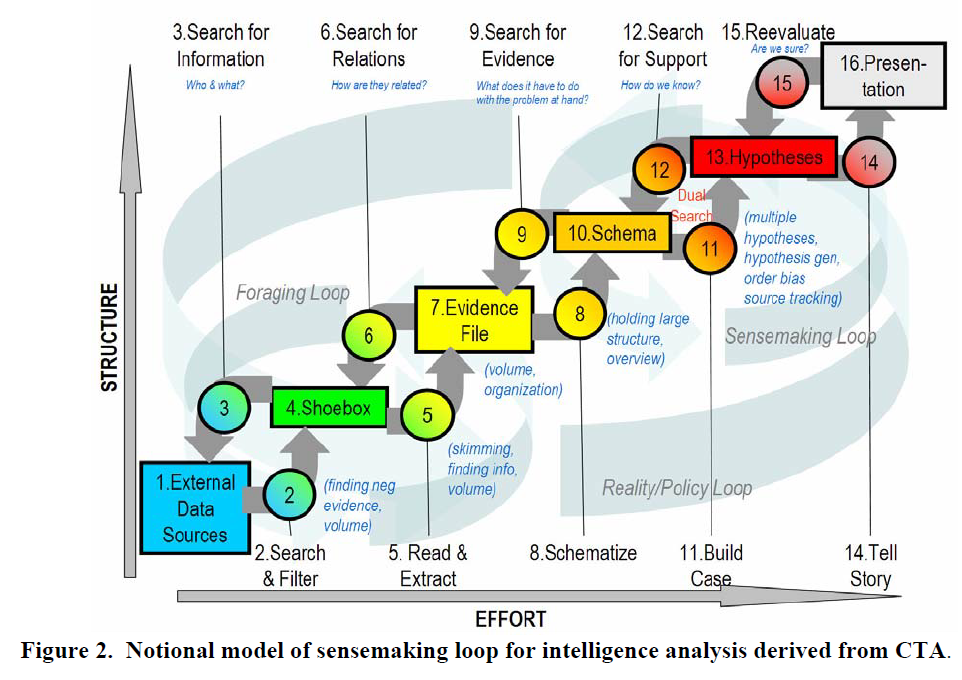 3.Search for
Information
Who & what?
6.Search for
Relations
How are they related?
9.Search for
Evidence
What does it have to do
with the problem at hand?
12.Search
for Support
How do we know?
15.Reevaluate
Are we sure?
15
16.Presen-
tation
12
13.Hypotheses
14
Dual
Search
9
10.Schema
11
(multiple
hypotheses,
hypothesis gen,
order bias
source tracking)
Foraging Loop
7.Evidence
File
8
(holding large
structure,
overview)
Sensemaking Loop
6
(volume,
organization)
3
4.Shoebox
5
(skimming,
finding info,
volume)
1.External
Data
Sources
2
(finding neg
evidence,
volume)
Reality/Policy Loop
2.Search
& Filter
5. Read &
Extract
8.Schematize
11.Build
Case
14.Tell
Story
STRUCTURE
EFFORT
Figure 2. Notional model of sensemaking loop for intelligence analysis derived from CTA.